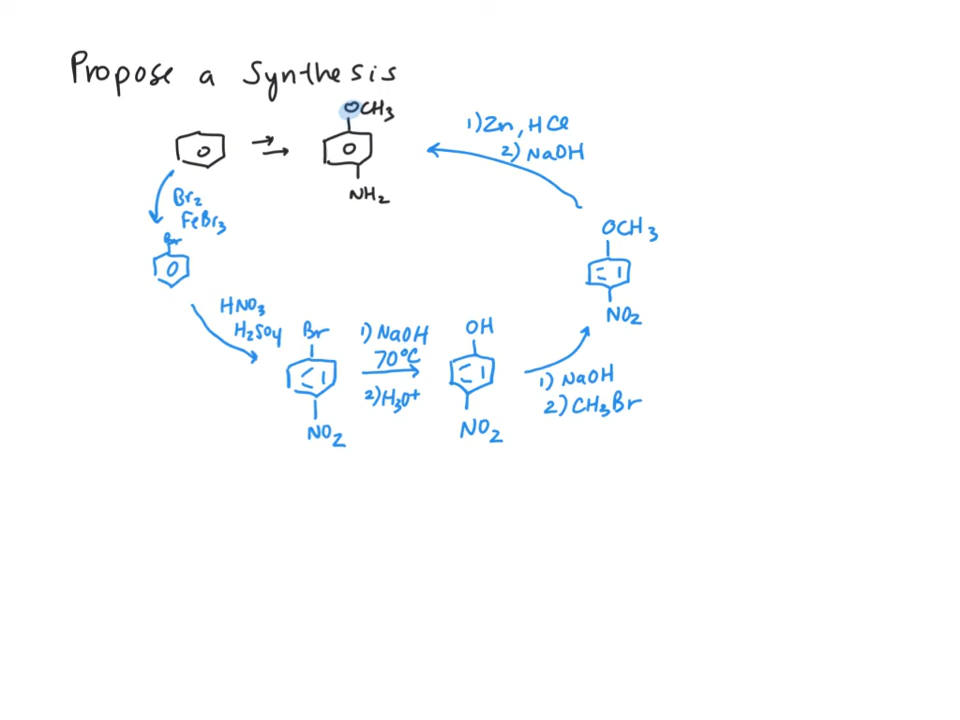 Propose a Synthesis
OCH3
NH2
Br2
FeBr3
Br
HNO3
H2SO4
Br
NO2
1) NaOH
70°C
2) H3O+
OH
NO2
1) NaOH
2) CH3Br
OCH3
NO2
1) Zn, HCl
2) NaOH